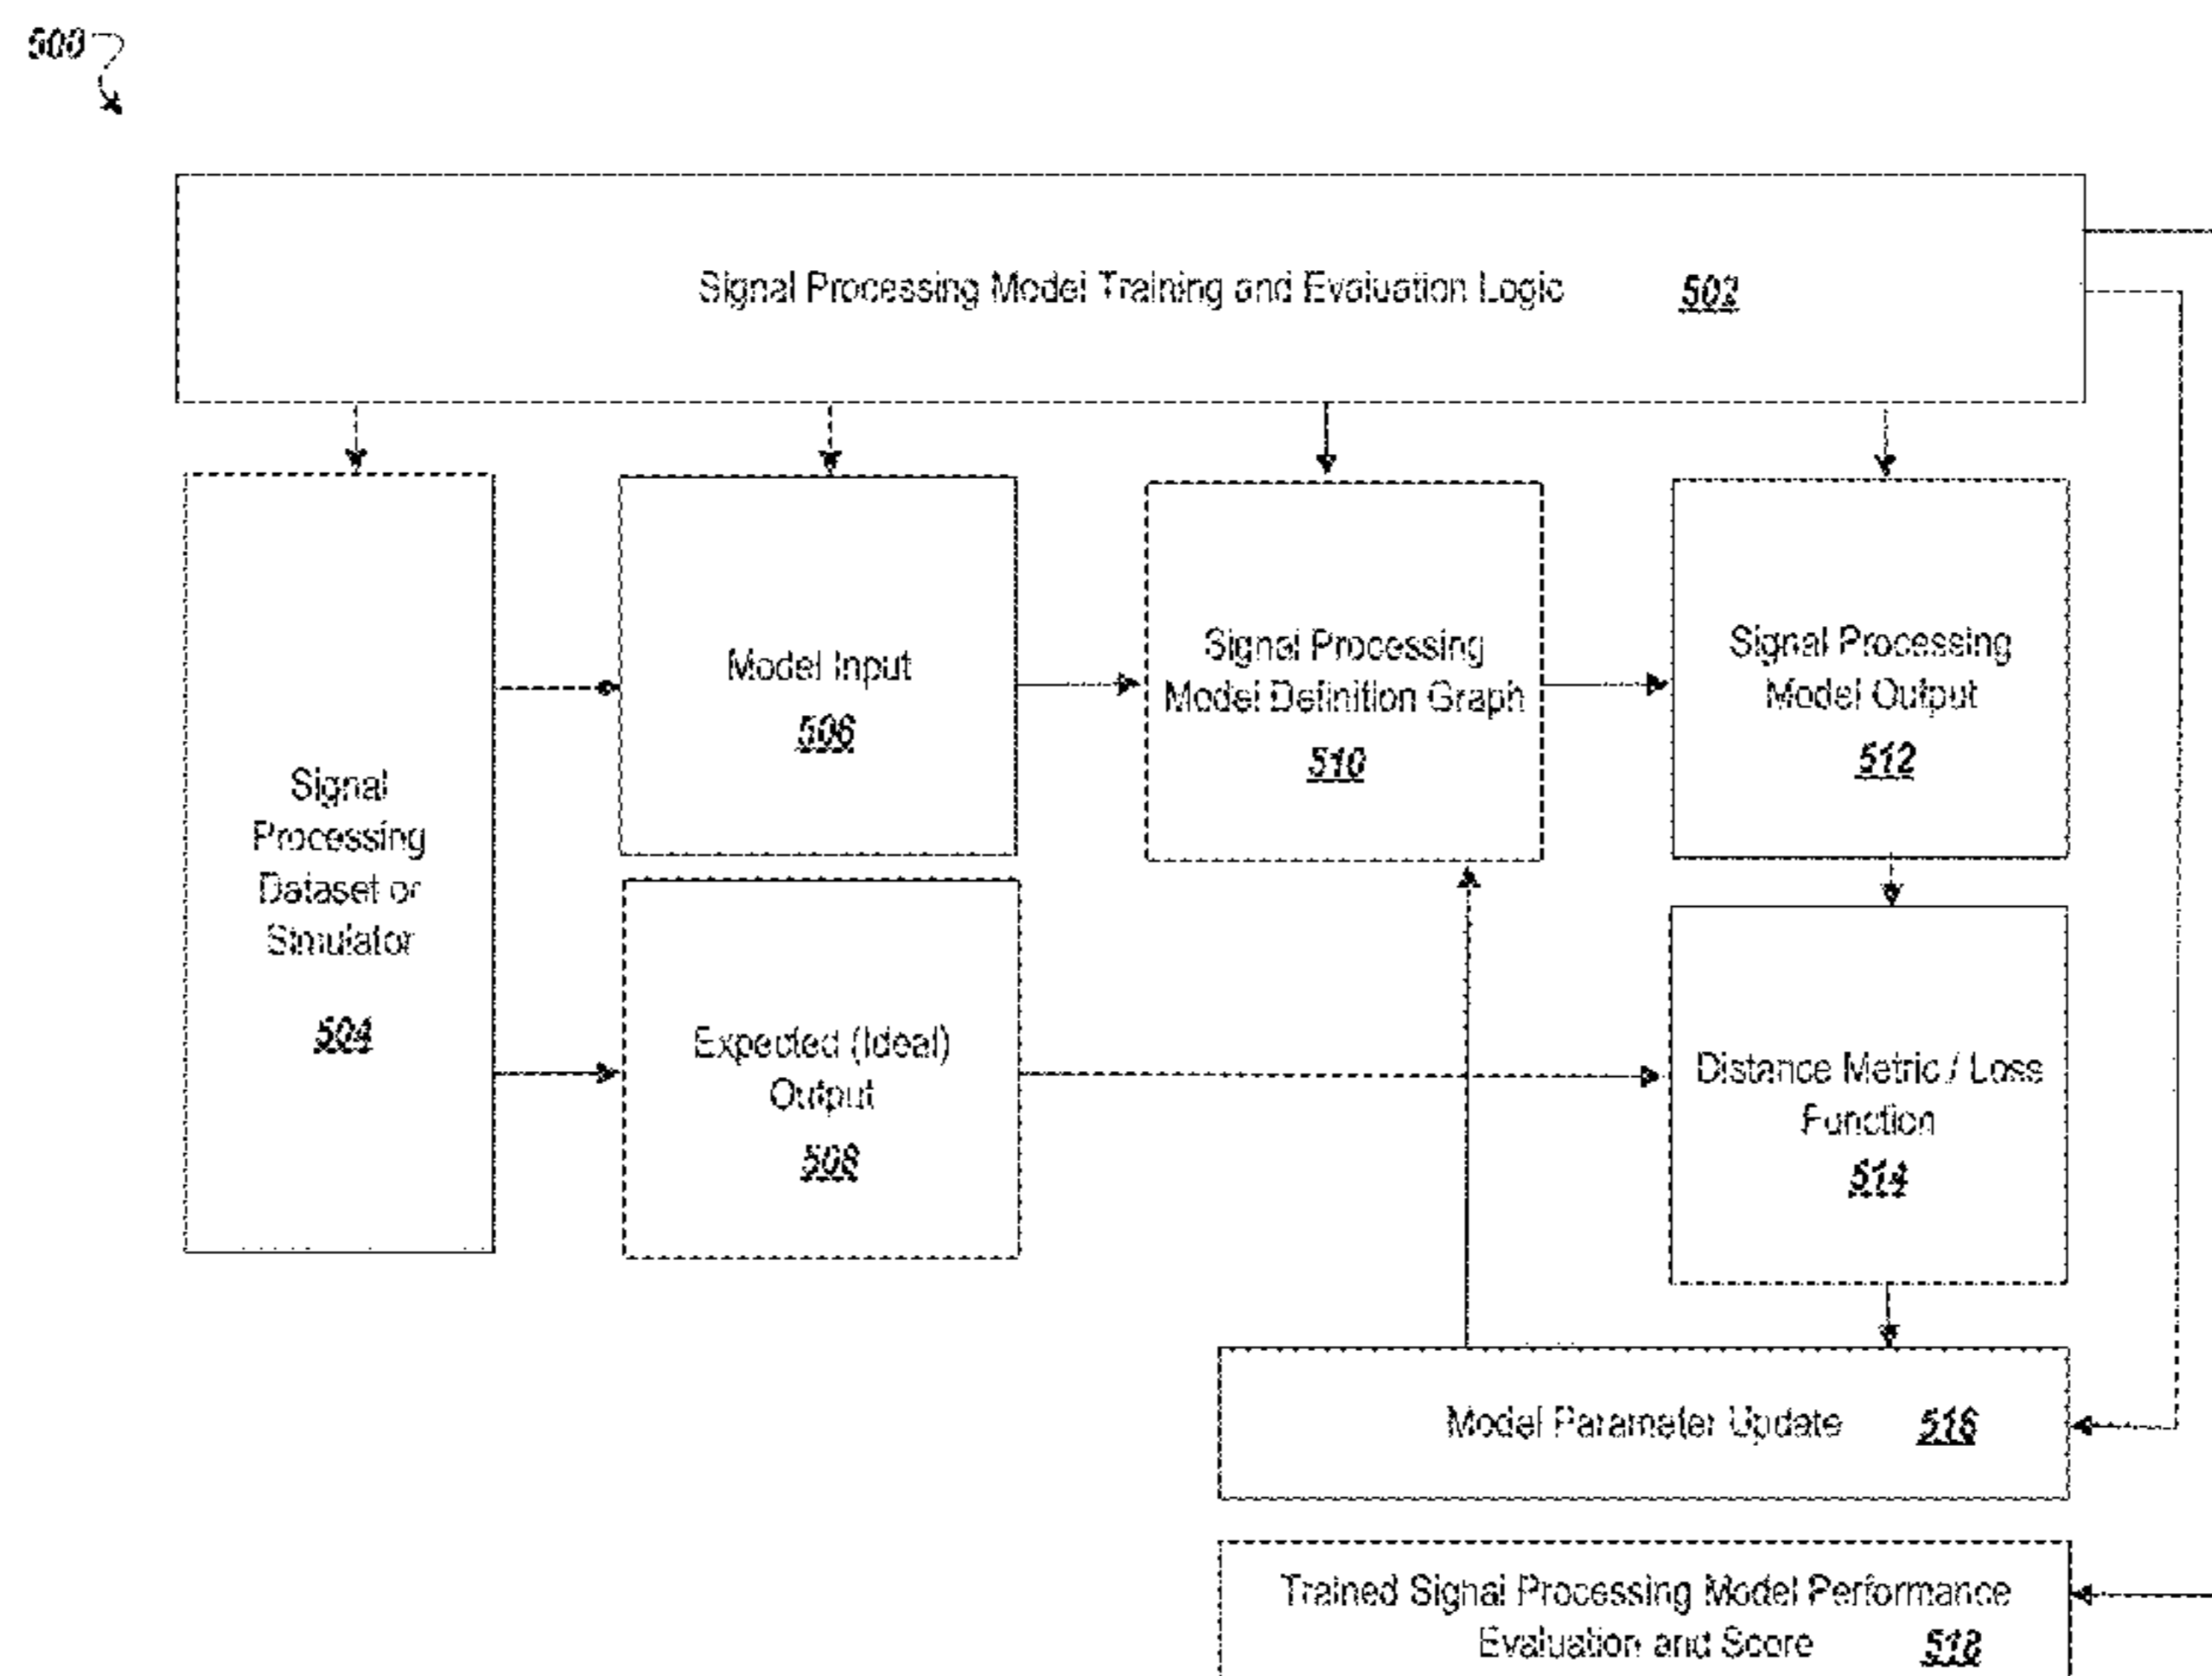 500
Signal Processing Model Training and Evaluation Logic 502
Signal
Processing
Dataset or
Simulator
504
Model Input
506
Expected (Ideal)
Output
508
Signal Processing
Model Definition Graph
510
Signal Processing
Model Output
512
Distance Metric / Loss
Function
514
Model Parameter Update 516
Trained Signal Processing Model Performance
Evaluation and Score 518